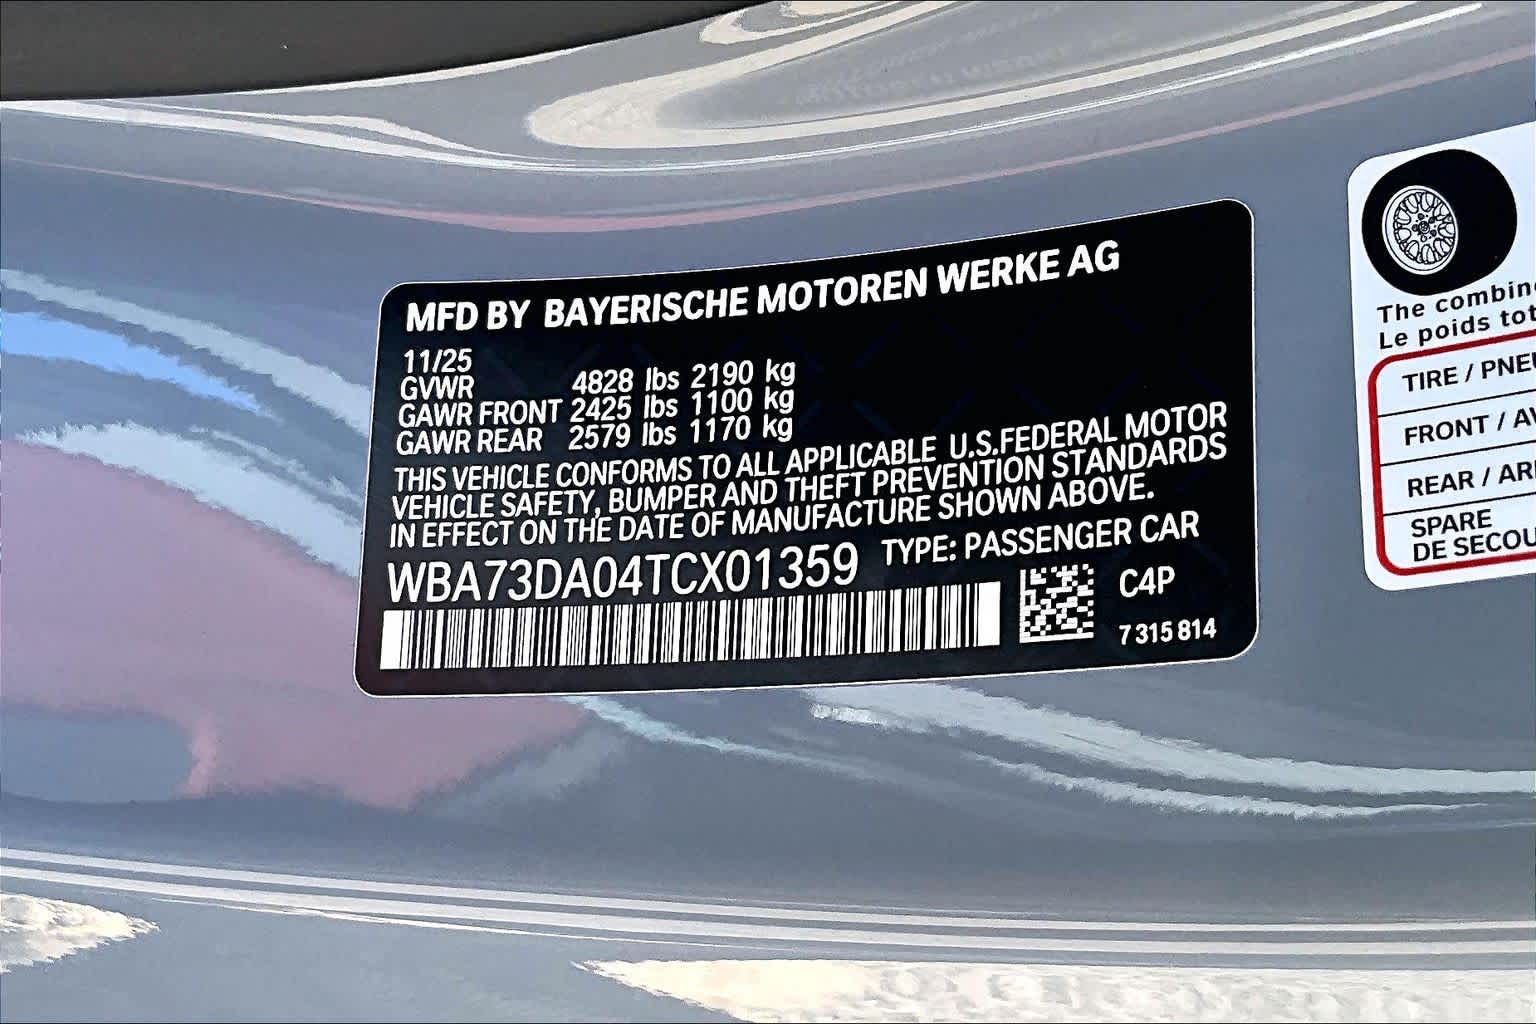 MFD BY BAYERISCHE MOTOREN WERKE AG
11/25
GVWR 4828 lbs 2190 kg
GAWR FRONT 2425 lbs 1100 kg
GAWR REAR 2579 lbs 1170 kg
THIS VEHICLE CONFORMS TO ALL APPLICABLE U.S.FEDERAL MOTOR
VEHICLE SAFETY, BUMPER AND THEFT PREVENTION STANDARDS
IN EFFECT ON THE DATE OF MANUFACTURE SHOWN ABOVE.
WBA73DA04TCX01359 TYPE: PASSENGER CAR
C4P
7 315 814
The combin
Le poids tot
TIRE / PNEU
FRONT / AV
REAR / AR
SPARE
DE SECOU